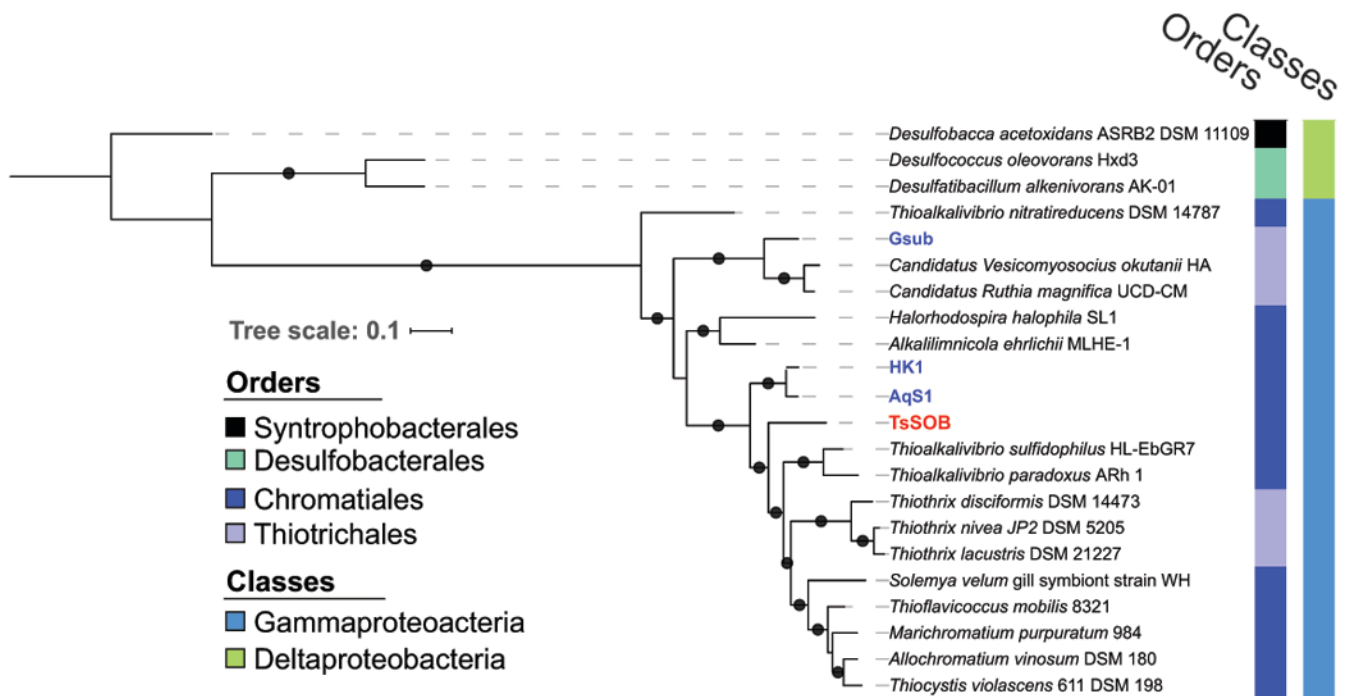 Orders
Classes
Desulfobacca acetoxidans ASRB2 DSM 11109
Desulfococcus oleovorans Hxd3
Desulfatibacillum alkenivorans AK-01
Thioalkalivibrio nitratireducens DSM 14787
Gsub
Candidatus Vesicomyosocius okutanii HA
Candidatus Ruthia magnifica UCD-CM
Halorhodospira halophila SL1
Alkalilimnicola ehrlichii MLHE-1
HK1
AqS1
TsSOB
Thioalkalivibrio sulfidophilus HL-EbGR7
Thioalkalivibrio paradoxus ARh 1
Thiothrix disciformis DSM 14473
Thiothrix nivea JP2 DSM 5205
Thiothrix lacustris DSM 21227
Solemya velum gill symbiont strain WH
Thioflavicoccus mobilis 8321
Marichromatium purpuratum 984
Allochromatium vinosum DSM 180
Thiocystis violascens 611 DSM 198
Tree scale: 0.1
Orders
Syntrophobacterales
Desulfobacterales
Chromatiales
Thiotrichales
Classes
Gammaproteoacteria
Deltaproteobacteria